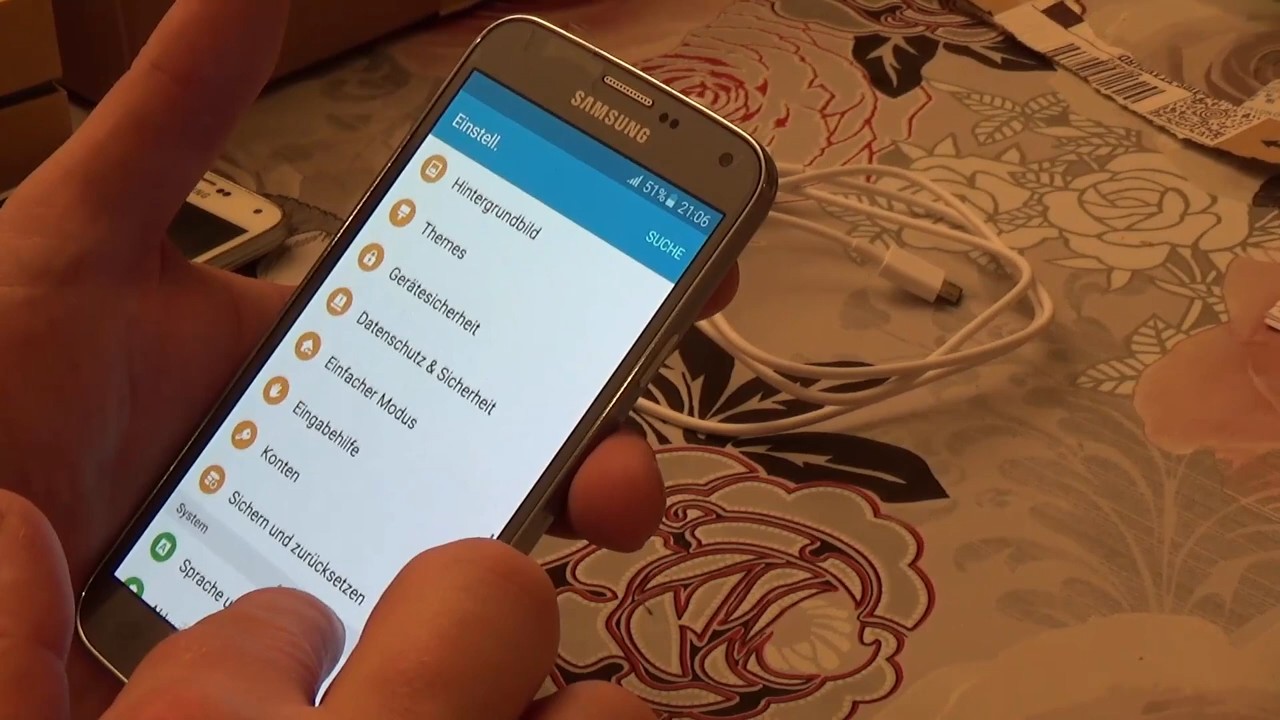 SAMSUNG
51% 21:06
Einstell.
SUCHE
Hintergrundbild
Themes
Gerätesicherheit
Datenschutz & Sicherheit
Einfacher Modus
Eingabehilfe
Konten
Sichern und zurücksetzen
System
Sprache u